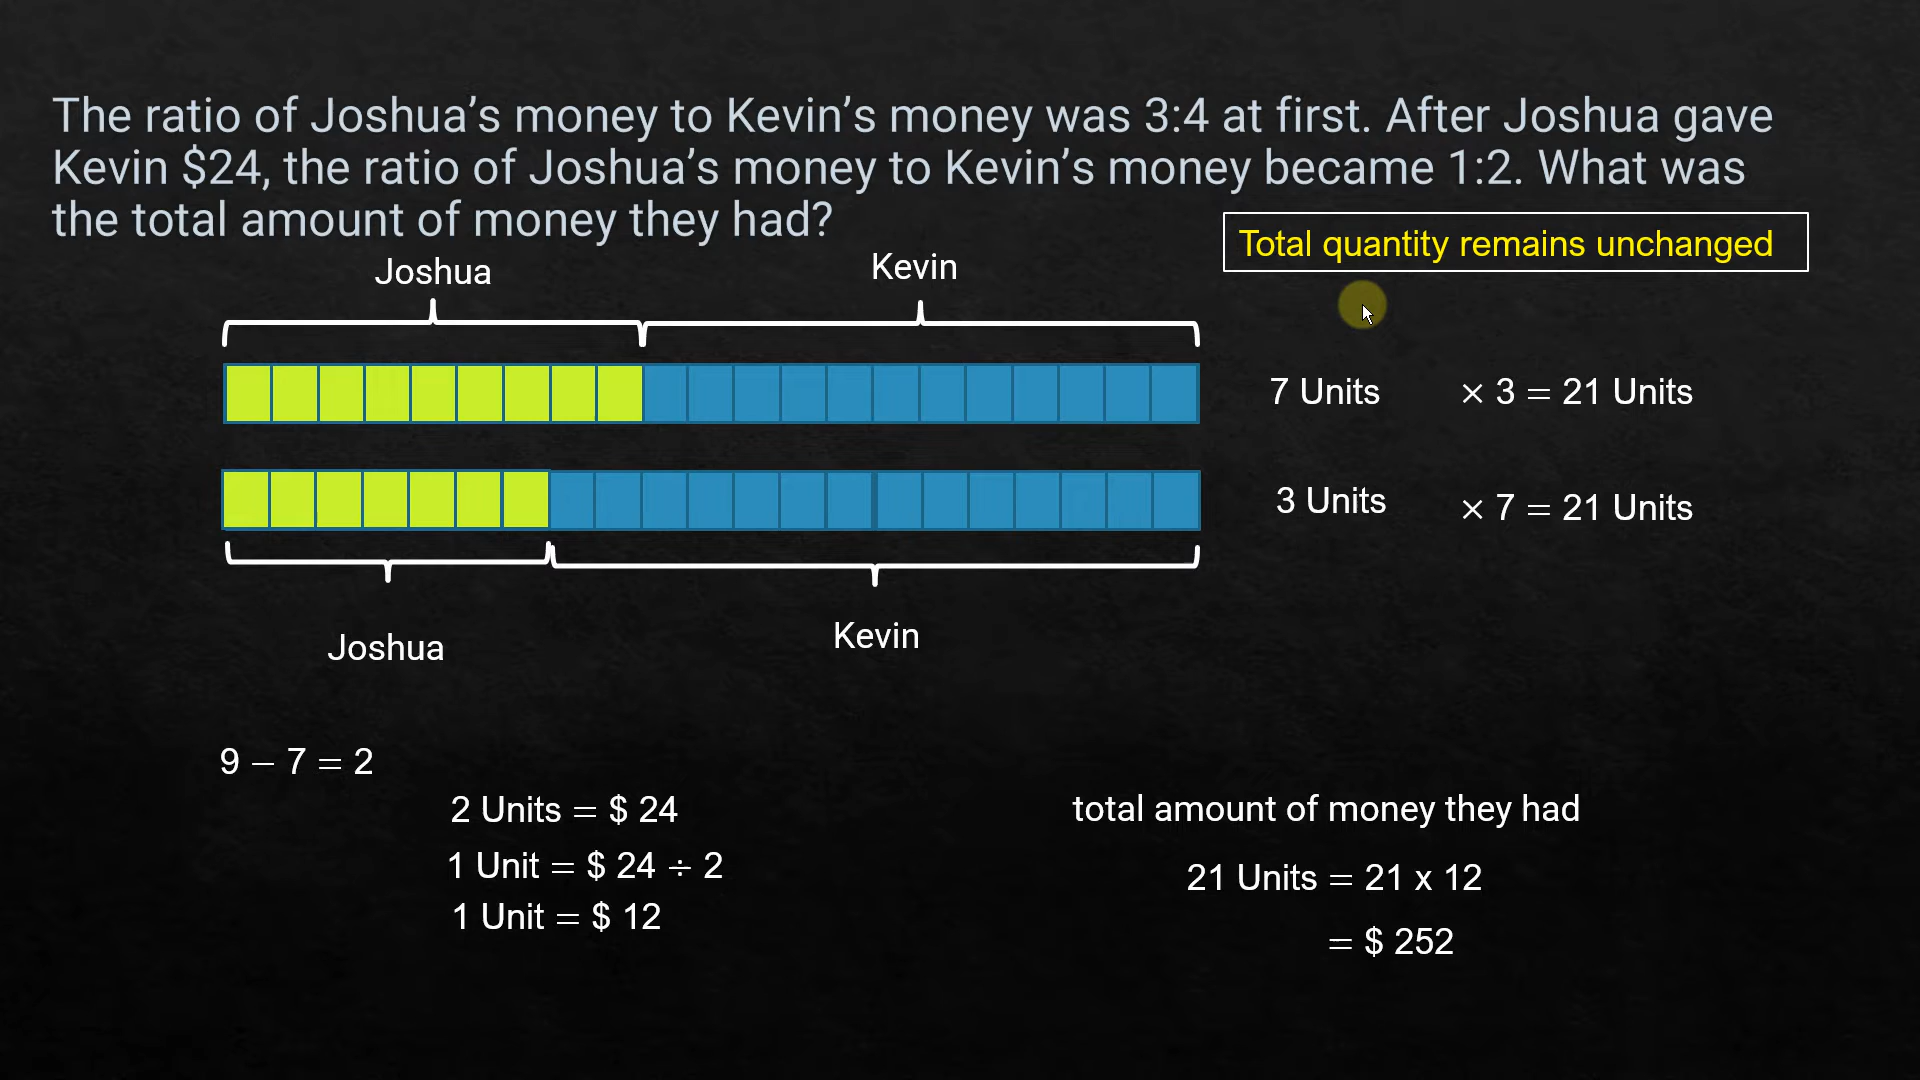 The ratio of Joshua’s money to Kevin’s money was 3:4 at first. After Joshua gave
Kevin $24, the ratio of Joshua’s money to Kevin’s money became 1:2. What was
the total amount of money they had?
Total quantity remains unchanged
Joshua
Kevin
7 Units × 3 = 21 Units
3 Units × 7 = 21 Units
Joshua
Kevin
9 − 7 = 2
2 Units = $ 24
1 Unit = $ 24 ÷ 2
1 Unit = $ 12
total amount of money they had
21 Units = 21 x 12
= $ 252